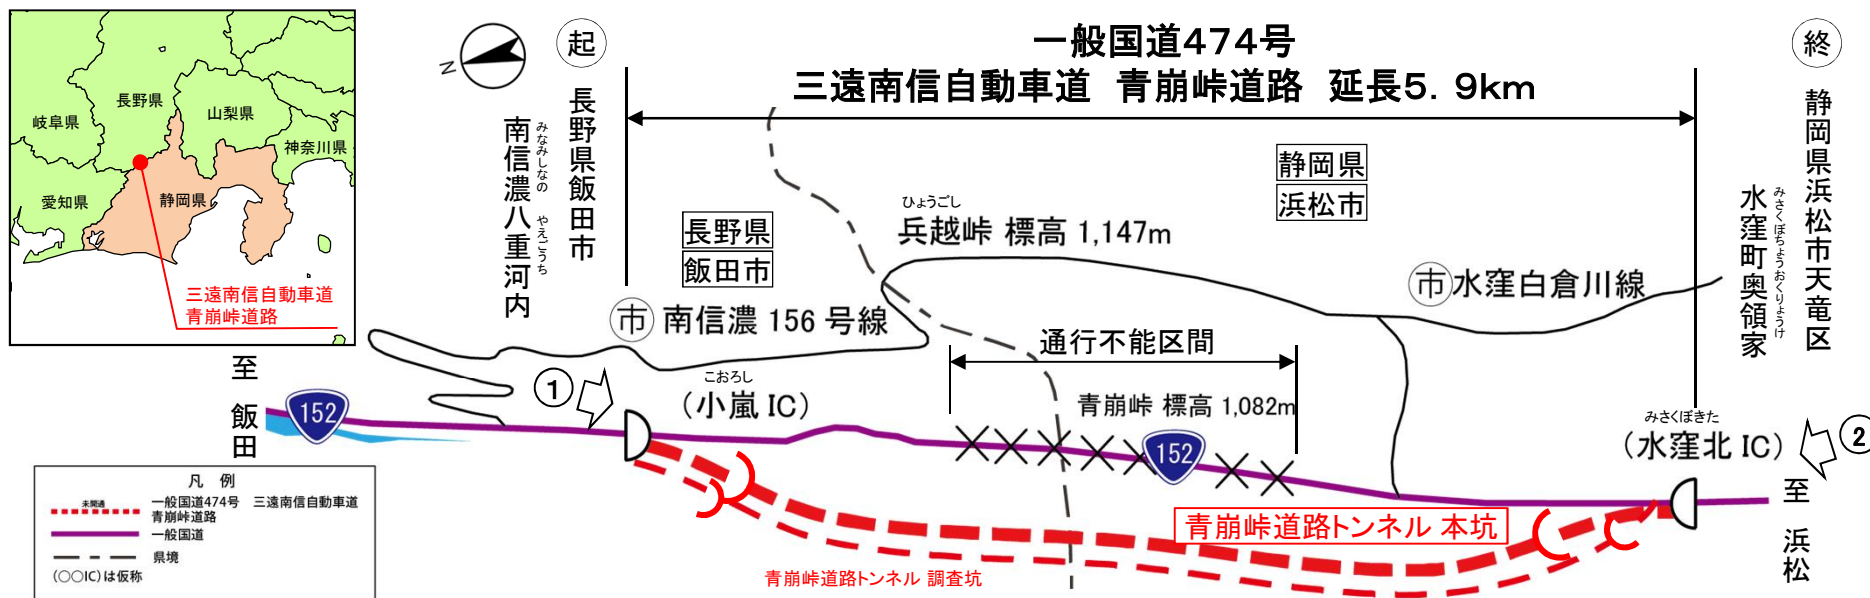 長野県
山梨県
岐阜県
神奈川県
愛知県
静岡県
三遠南信自動車道
青崩峠道路
N
起
長野県飯田市
南信濃八重河内
みなみしなの やえごうち
一般国道474号
三遠南信自動車道 青崩峠道路 延長5.9km
終
静岡県浜松市天竜区
水窪町奥領家
みさくぼちょうおくりょうけ
静岡県
浜松市
長野県
飯田市
ひょうごし
兵越峠 標高 1,147m
市 水窪白倉川線
市 南信濃 156 号線
通行不能区間
①
こおろし
(小嵐 IC)
青崩峠 標高 1,082m
152
152
みさくぼきた
(水窪北 IC)
②
至 飯田
至 浜松
青崩峠道路トンネル 本坑
青崩峠道路トンネル 調査坑
凡 例
未開通
一般国道474号 三遠南信自動車道
青崩峠道路
一般国道
県境
(○○IC)は仮称